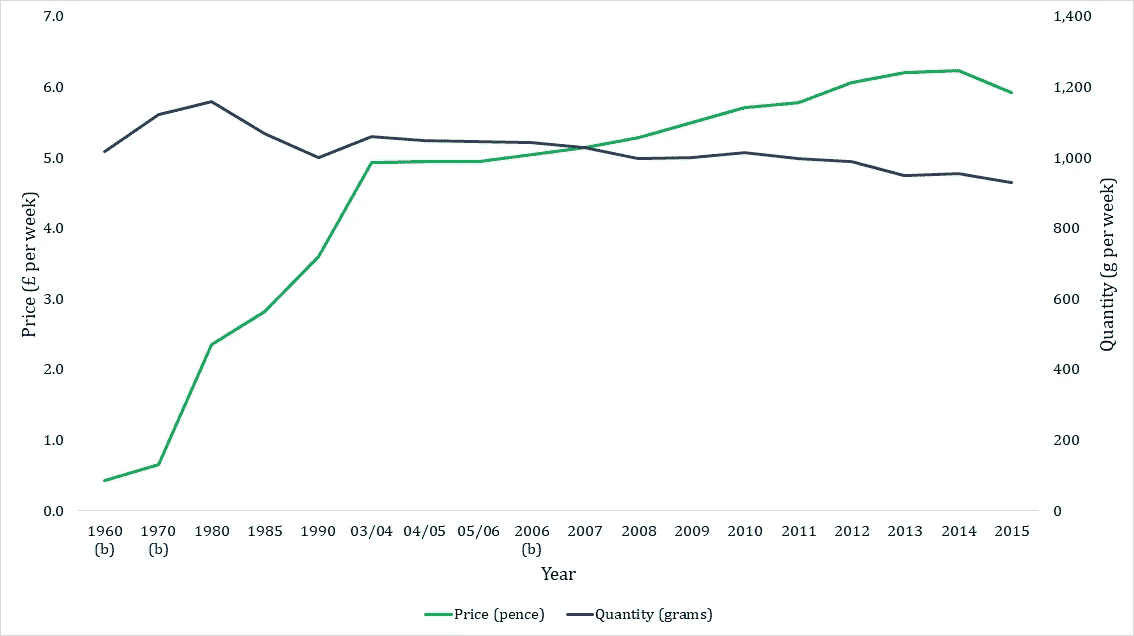 7.0
6.0
5.0
4.0
3.0
2.0
1.0
0.0
Price (£ per week)
1,400
1,200
1,000
800
600
400
200
0
Quantity (g per week)
1960 1970 1980 1985 1990 03/04 04/05 05/06 2006 2007 2008 2009 2010 2011 2012 2013 2014 2015
(b) (b) (b)
Year
Price (pence) Quantity (grams)